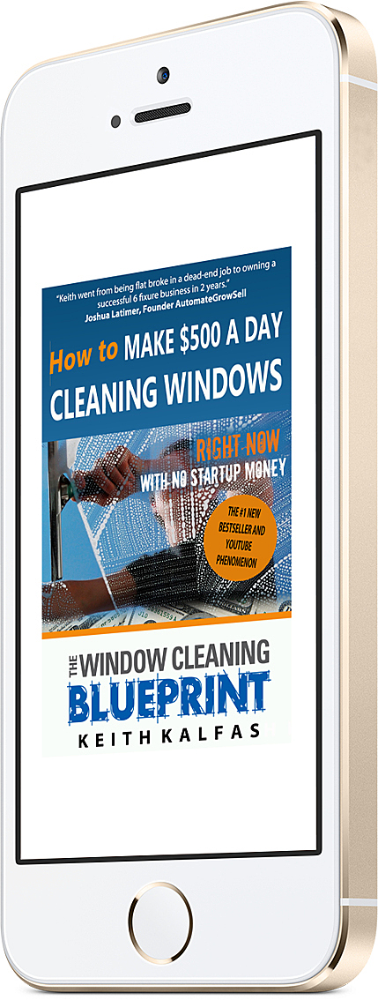 "Keith went from being flat broke in a dead-end job to owning a
successful 6 fixure business in 2 years."
Joshua Latimer, Founder AutomateGrowSell
How to MAKE $500 A DAY
CLEANING WINDOWS
RIGHT NOW
WITH NO STARTUP MONEY
THE #1 NEW
BESTSELLER AND
YOUTUBE
PHENOMENON
THE WINDOW CLEANING
BLUEPRINT
KEITH KALFAS